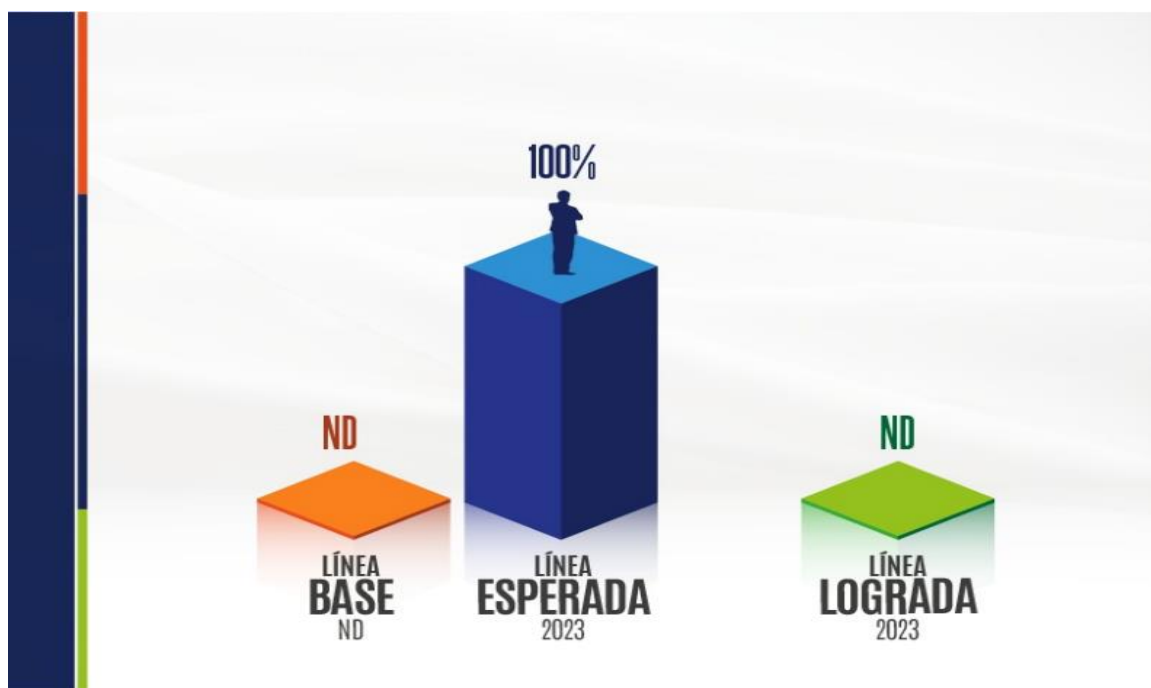 100%
ND
ND
LÍNEA
BASE
ND
LÍNEA
ESPERADA
2023
LÍNEA
LOGRADA
2023